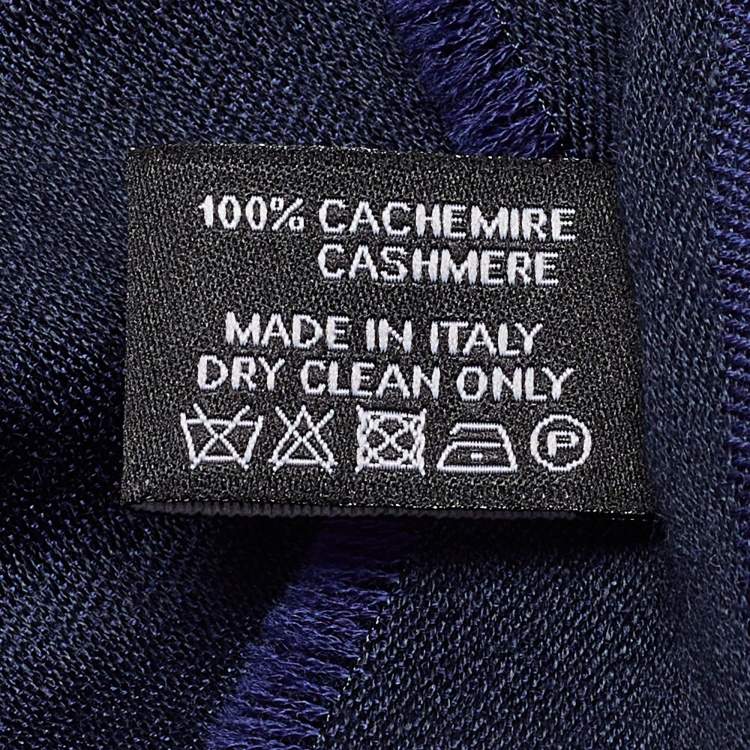 100% CACHEMIRE
CASHMERE
MADE IN ITALY
DRY CLEAN ONLY
P